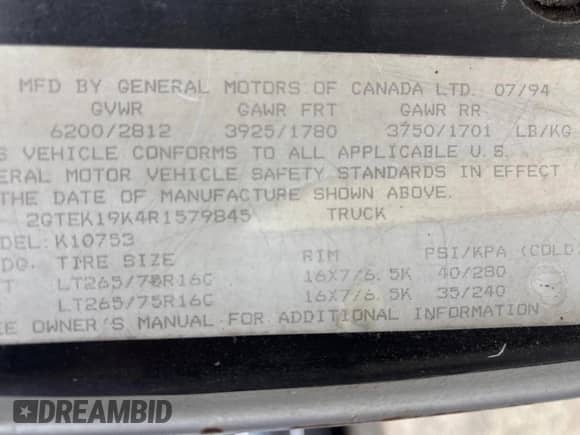 MFD BY GENERAL MOTORS OF CANADA LTD. 07/94
GVWR GAWR FRT GAWR RR
6200/2812 3925/1780 3750/1701 LB/KG
S VEHICLE CONFORMS TO ALL APPLICABLE U.S.
ERAL MOTOR VEHICLE SAFETY STANDARDS IN EFFECT
THE DATE OF MANUFACTURE SHOWN ABOVE.
2GTEK19K4R1579845 TRUCK
DEL: K10753
DQ. TIRE SIZE RIM PSI/KPA (COLD
T LT265/75R16C 16X7/6.5K 40/280
LT265/75R16C 16X7/6.5K 35/240
EE OWNER'S MANUAL FOR ADDITIONAL INFORMATION
DREAMBID